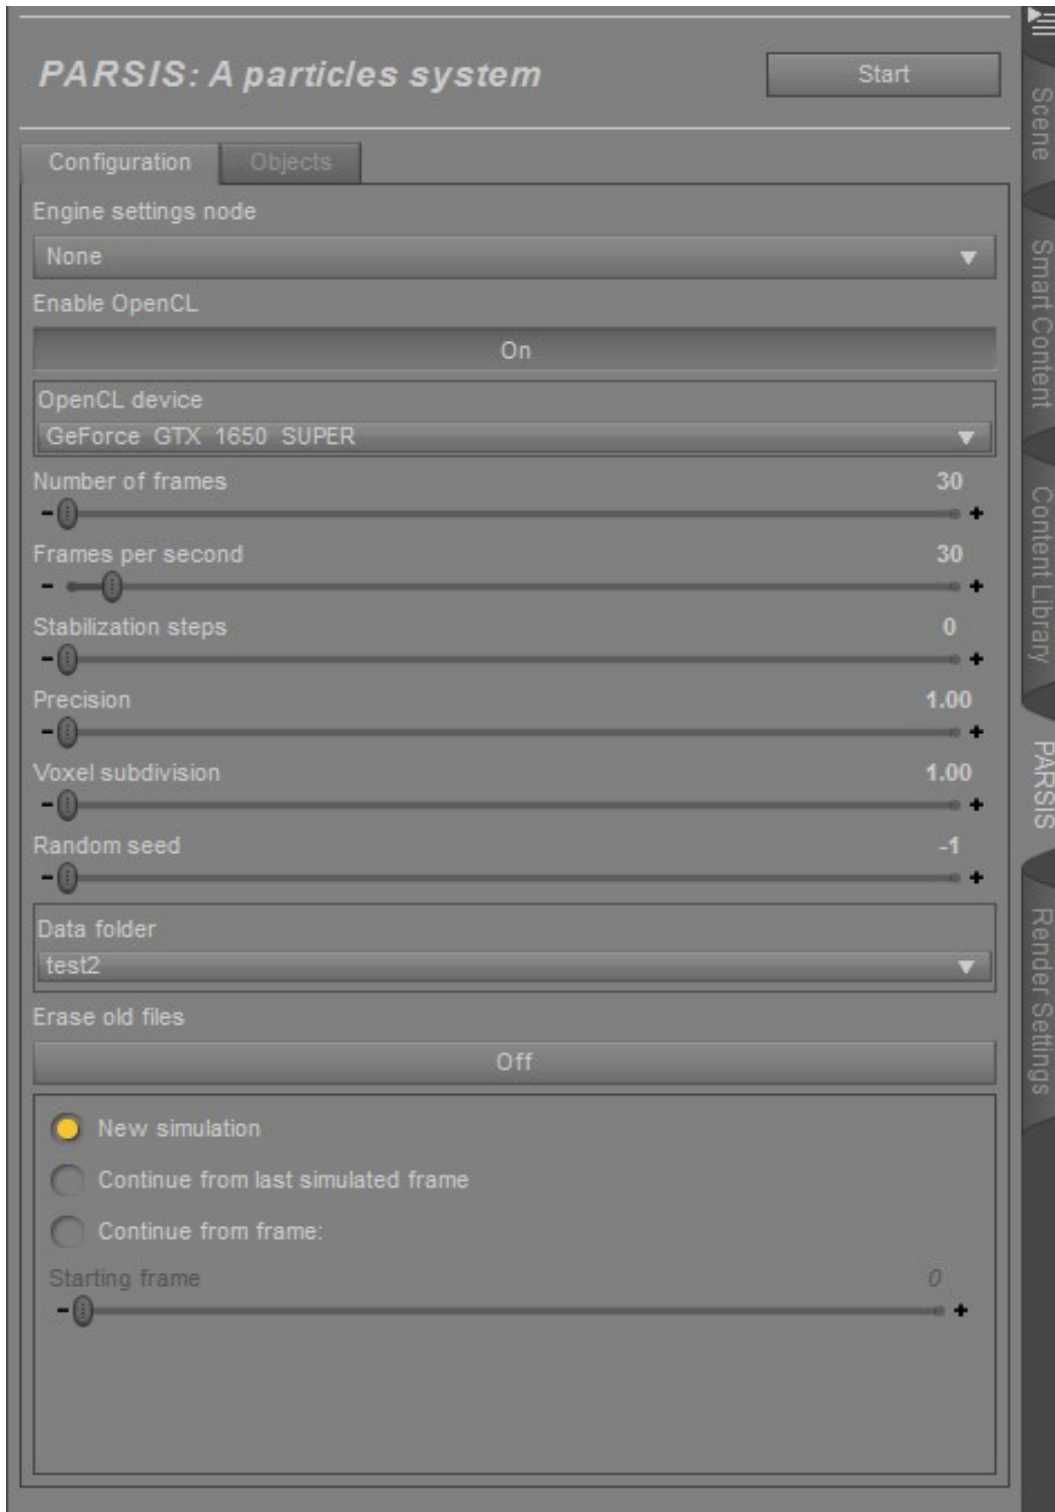 PARSIS: A particles system
Start
Configuration
Objects
Engine settings node
None
Enable OpenCL
On
OpenCL device
GeForce GTX 1650 SUPER
Number of frames
30
Frames per second
30
Stabilization steps
0
Precision
1.00
Voxel subdivision
1.00
Random seed
-1
Data folder
test2
Erase old files
Off
New simulation
Continue from last simulated frame
Continue from frame:
Starting frame
0
Scene
Smart Content
Content Library
PARSIS
Render Settings